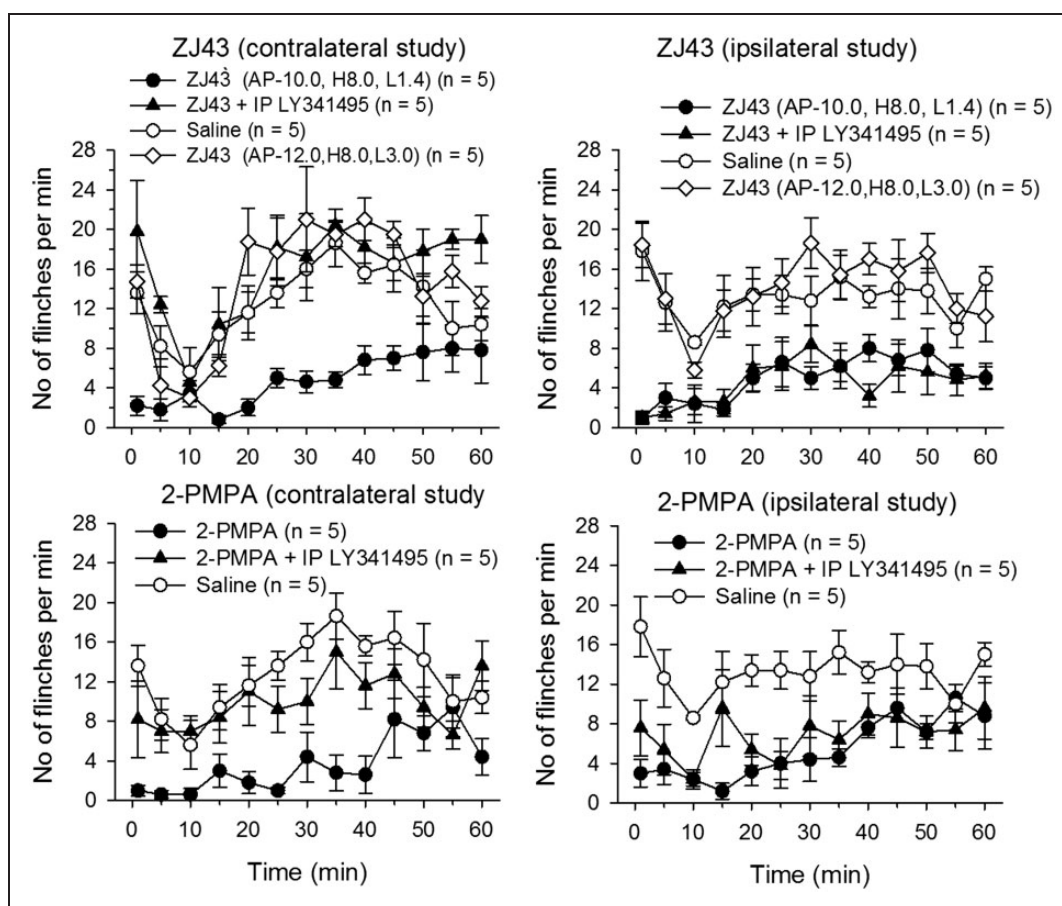 ZJ43 (contralateral study)
ZJ43 (AP-10.0, H8.0, L1.4) (n = 5)
ZJ43 + IP LY341495 (n = 5)
Saline (n = 5)
ZJ43 (AP-12.0,H8.0,L3.0) (n = 5)
No of flinches per min
28
24
20
16
12
8
4
0
0 10 20 30 40 50 60
ZJ43 (ipsilateral study)
ZJ43 (AP-10.0, H8.0, L1.4) (n = 5)
ZJ43 + IP LY341495 (n = 5)
Saline (n = 5)
ZJ43 (AP-12.0,H8.0,L3.0) (n = 5)
No of flinches per min
28
24
20
16
12
8
4
0
0 10 20 30 40 50 60
2-PMPA (contralateral study
2-PMPA (n = 5)
2-PMPA + IP LY341495 (n = 5)
Saline (n = 5)
No of flinches per min
28
24
20
16
12
8
4
0
0 10 20 30 40 50 60
Time (min)
2-PMPA (ipsilateral study)
2-PMPA (n = 5)
2-PMPA + IP LY341495 (n = 5)
Saline (n = 5)
No of flinches per min
28
24
20
16
12
8
4
0
0 10 20 30 40 50 60
Time (min)